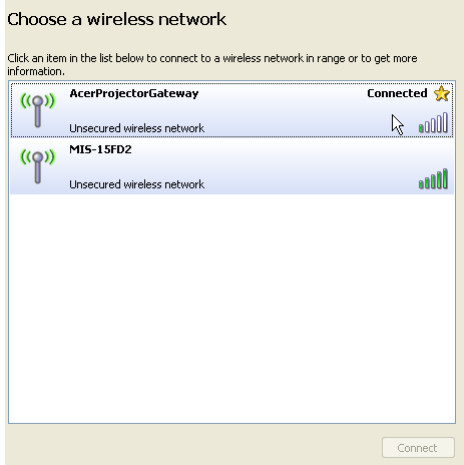 Choose a wireless network
Click an item in the list below to connect to a wireless network in range or to get more
information.
AcerProjectorGateway Connected
Unsecured wireless network
MIS-15FD2
Unsecured wireless network
Connect